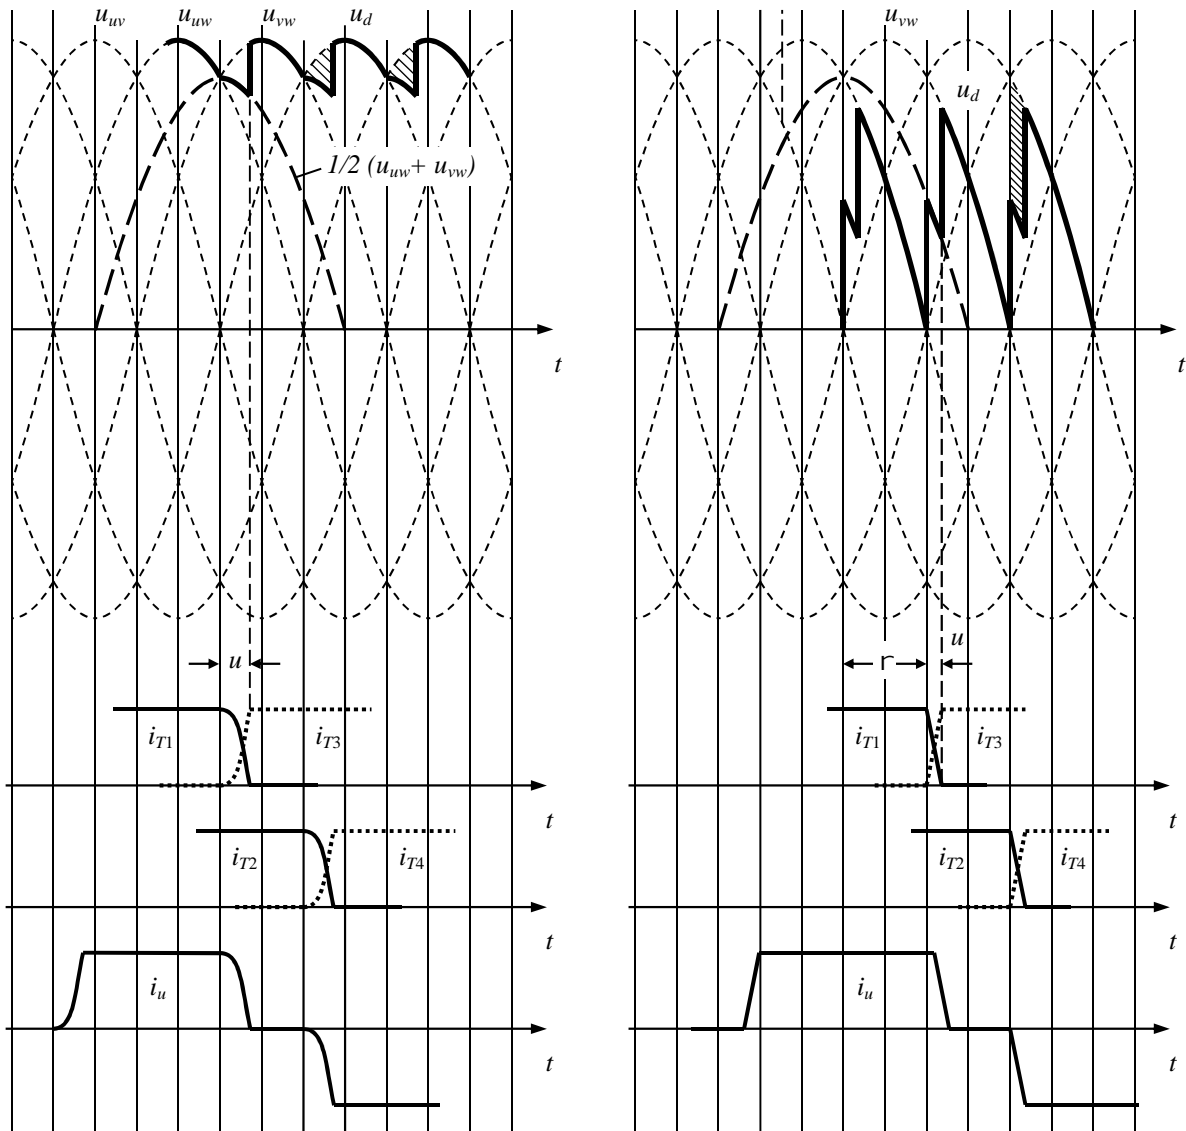 u_uv u_uw u_vw u_d
1/2 (u_uw+ u_vw)
t
u
i_T1 i_T3
t
i_T2 i_T4
t
i_u
t
u_vw
u_d
t
r u
i_T1 i_T3
t
i_T2 i_T4
t
i_u
t